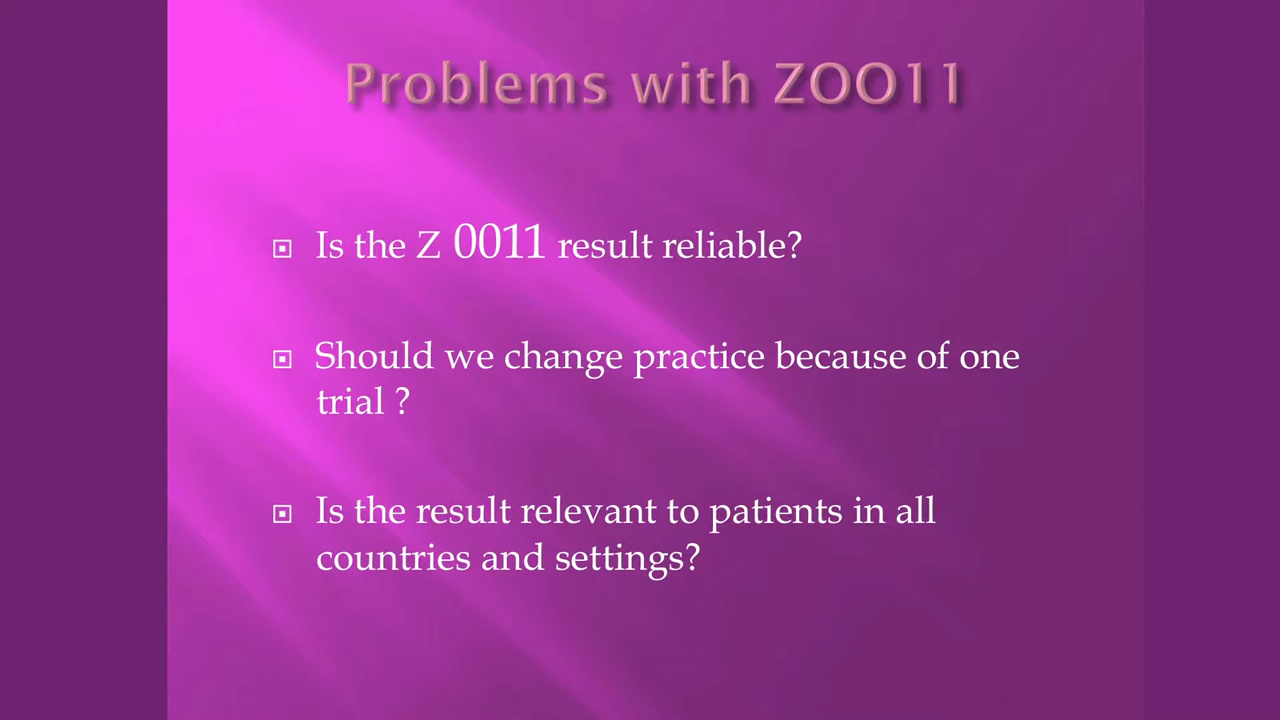 Problems with ZOO11
Is the Z 0011 result reliable?
Should we change practice because of one
trial ?
Is the result relevant to patients in all
countries and settings?